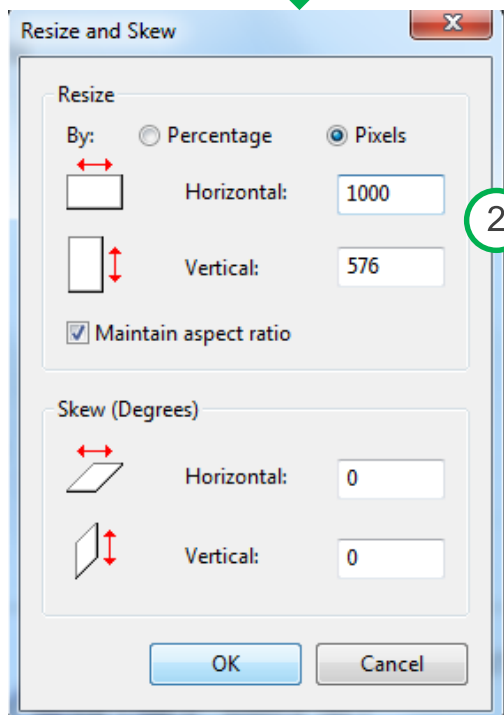 Resize and Skew
Resize
By: Percentage Pixels
Horizontal: 1000
2
Vertical: 576
Maintain aspect ratio
Skew (Degrees)
Horizontal: 0
Vertical: 0
OK Cancel